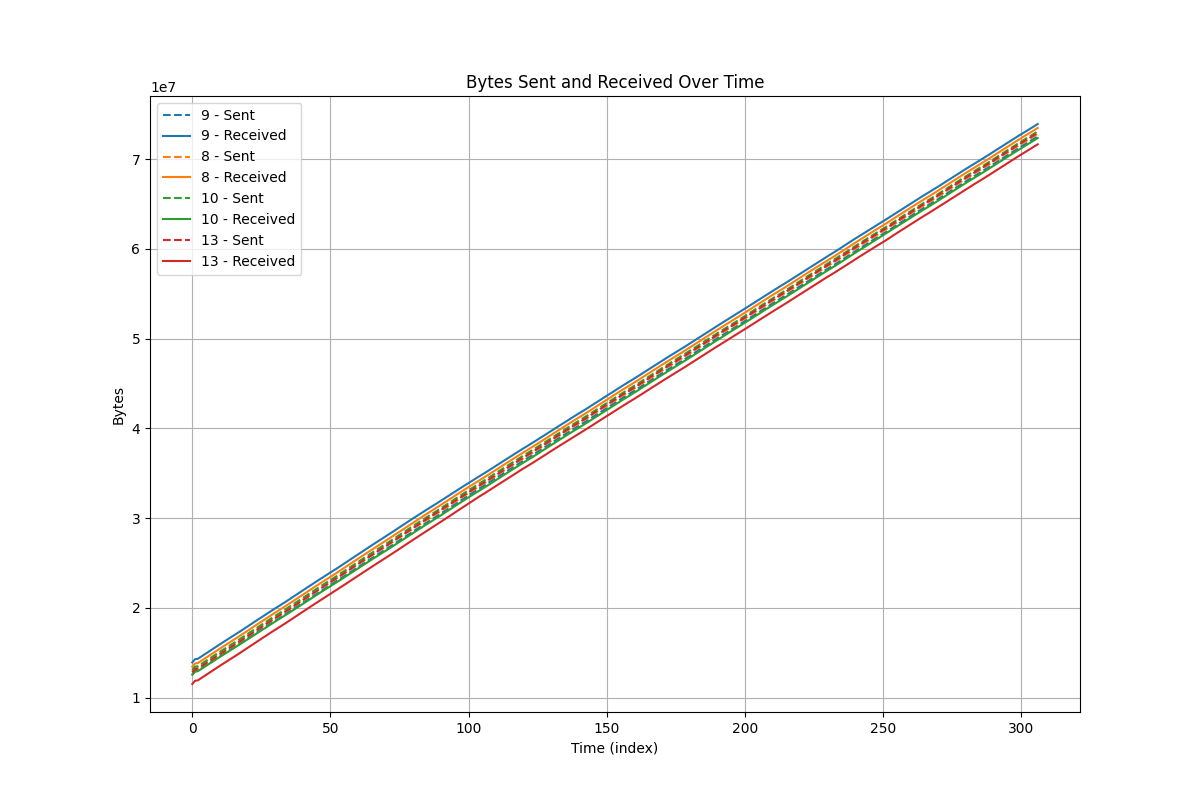 Bytes Sent and Received Over Time
1e7
9 - Sent
9 - Received
8 - Sent
8 - Received
10 - Sent
10 - Received
13 - Sent
13 - Received
7
6
5
4
3
2
1
Bytes
0 50 100 150 200 250 300
Time (index)